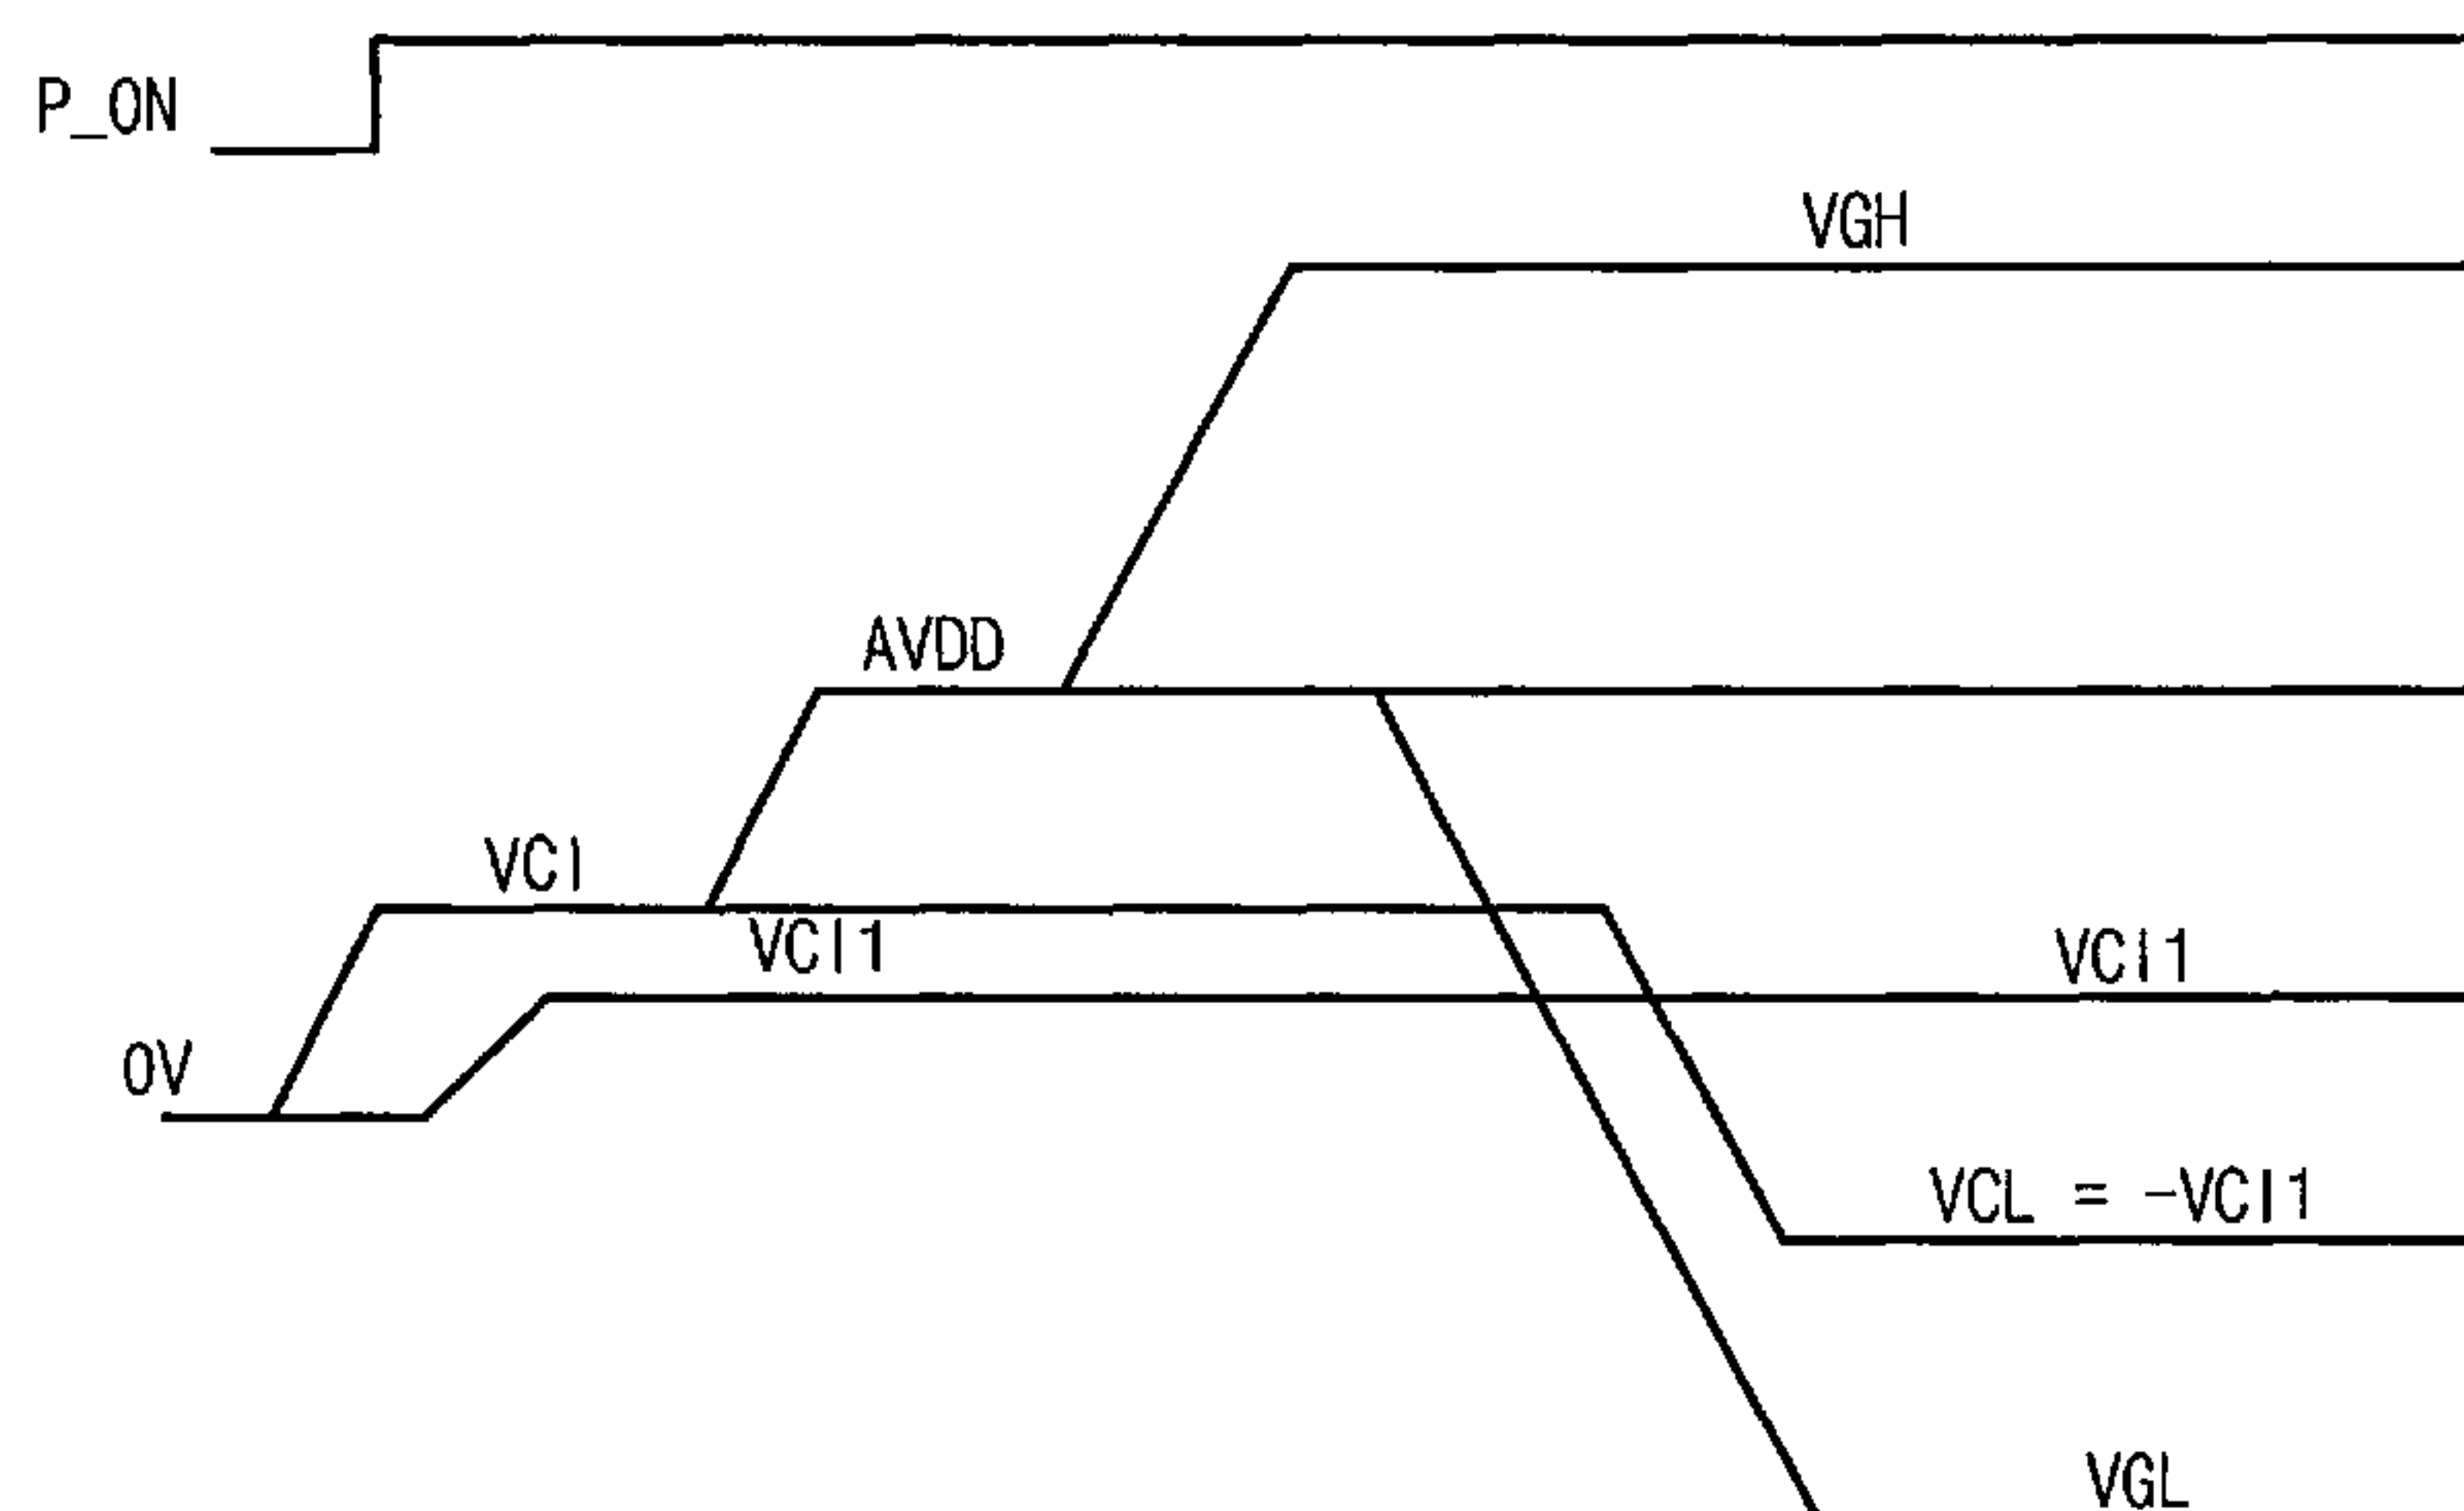 P_ON
VGH
AVDD
VCI
VCI1
VCI1
0V
VCL = -VCI1
VGL